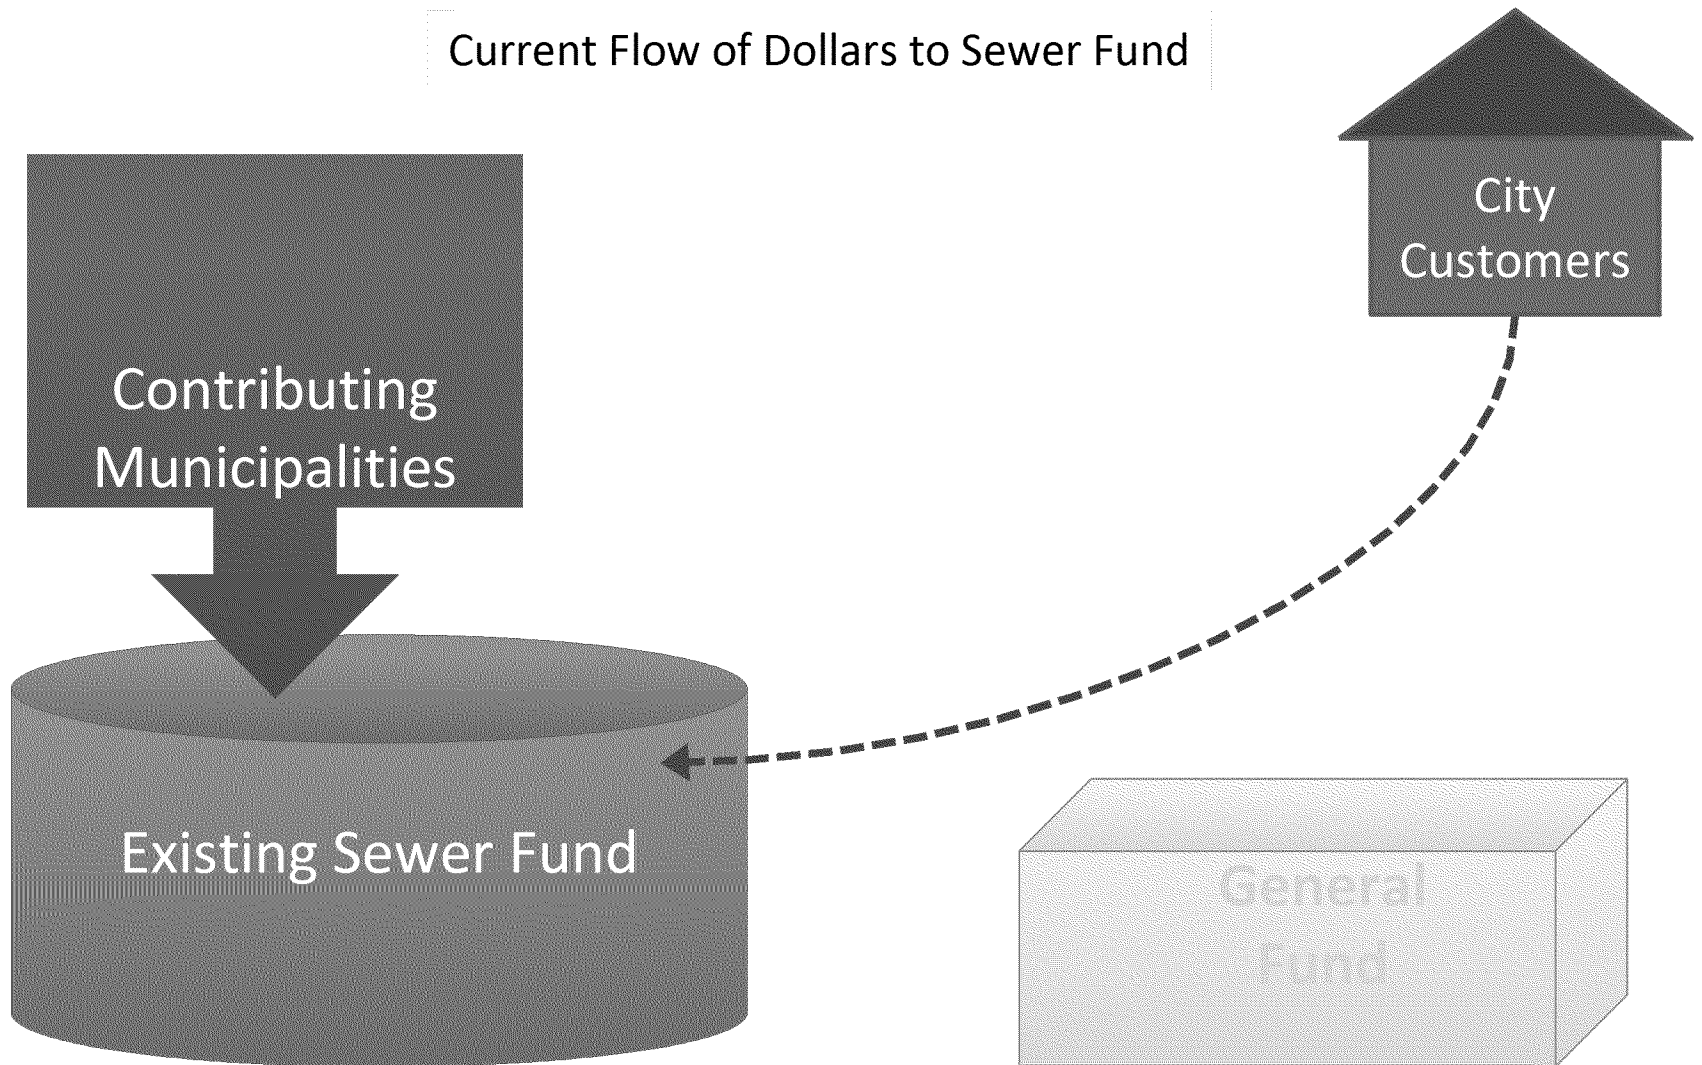 Current Flow of Dollars to Sewer Fund
City
Customers
Contributing
Municipalities
Existing Sewer Fund
General
Fund